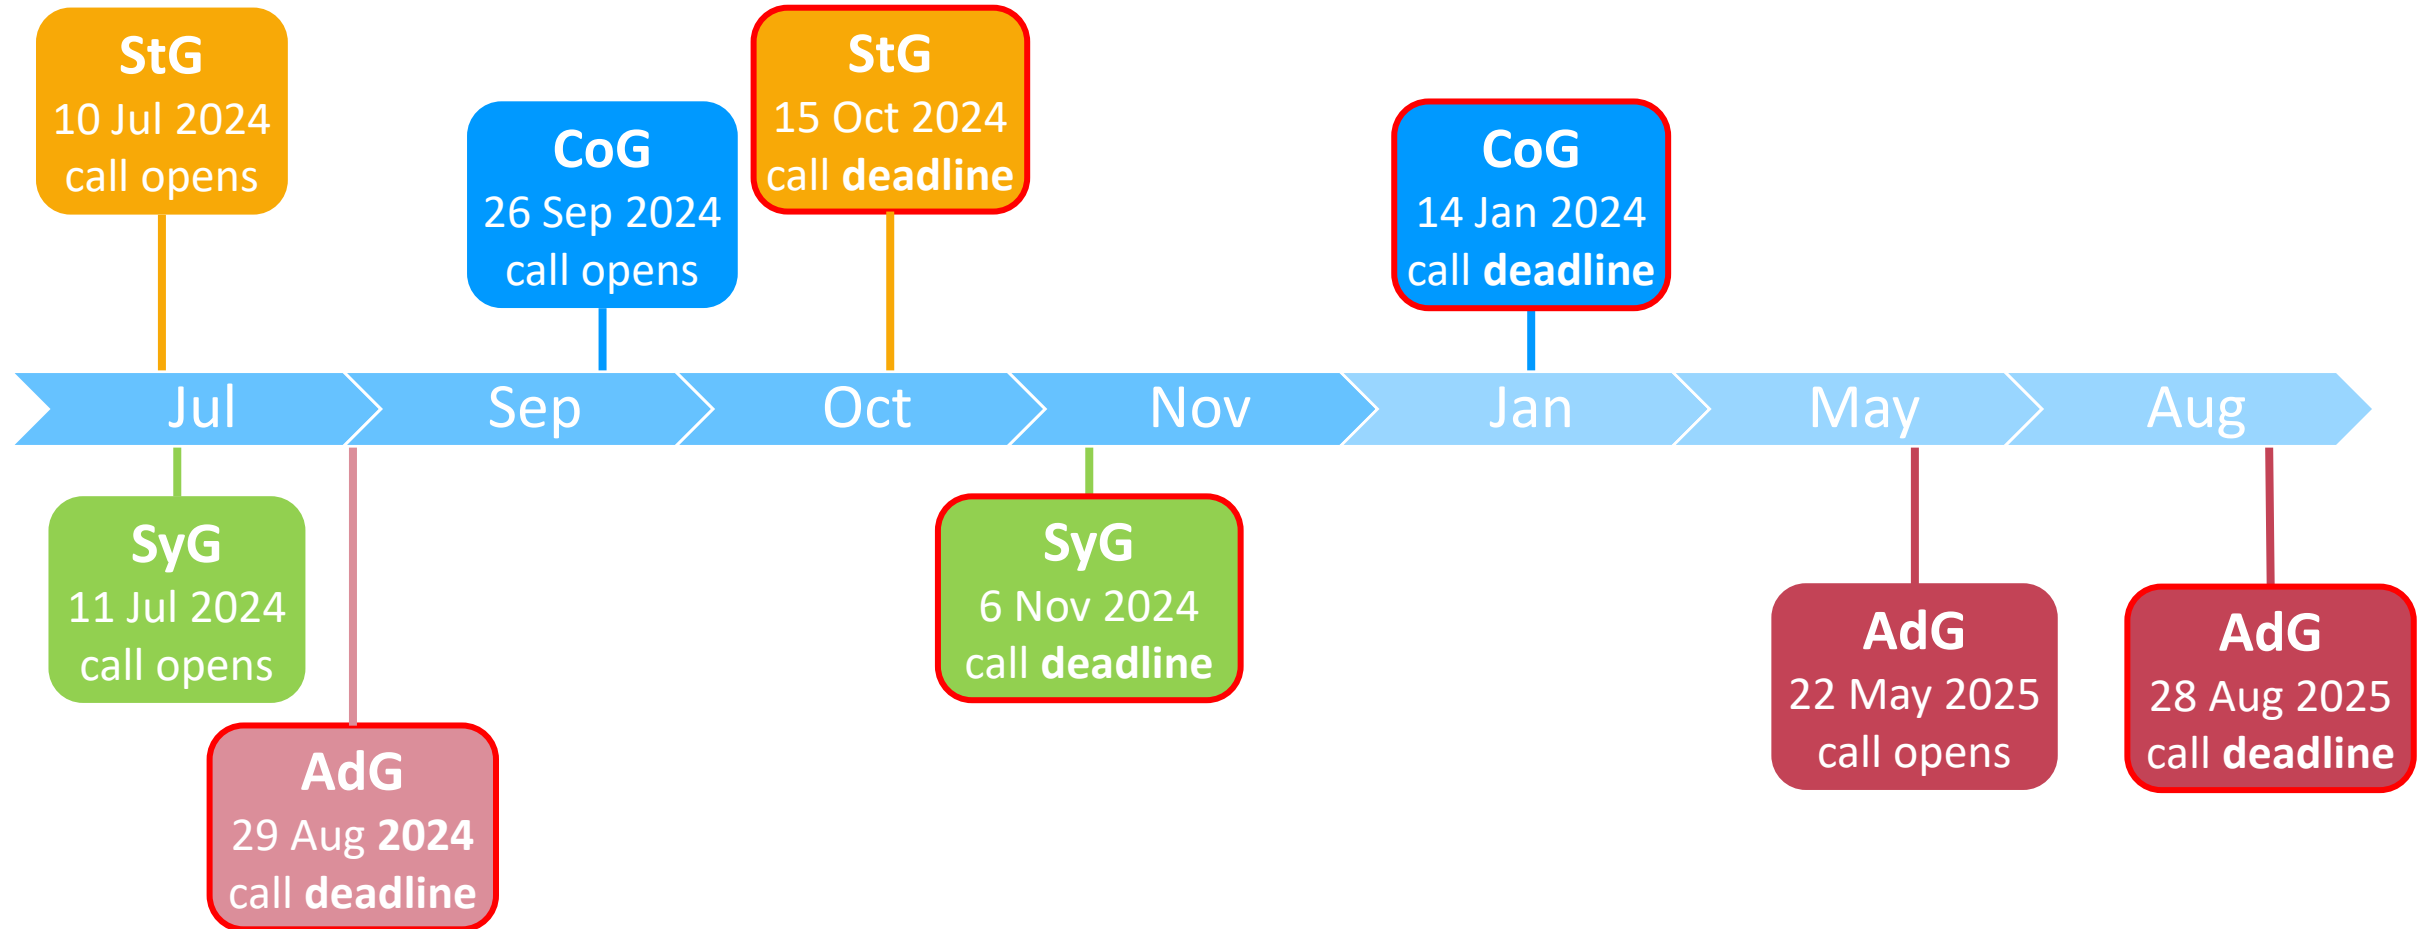 StG
10 Jul 2024
call opens
CoG
26 Sep 2024
call opens
StG
15 Oct 2024
call deadline
CoG
14 Jan 2024
call deadline
Jul
Sep
Oct
Nov
Jan
May
Aug
SyG
11 Jul 2024
call opens
AdG
29 Aug 2024
call deadline
SyG
6 Nov 2024
call deadline
AdG
22 May 2025
call opens
AdG
28 Aug 2025
call deadline